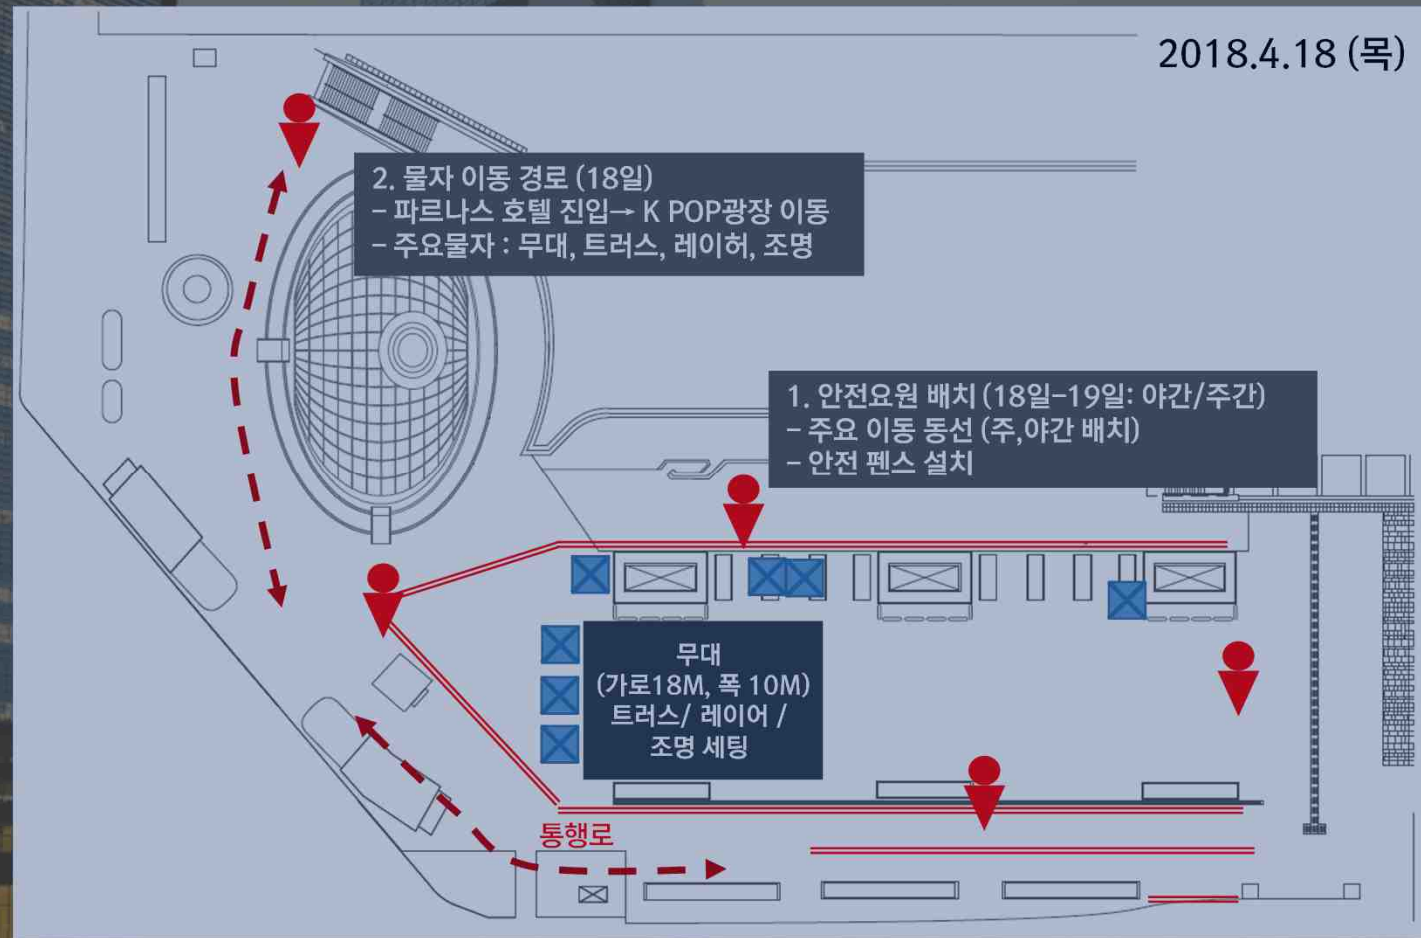 2018.4.18 (목)
2. 물자 이동 경로 (18일)
– 파르나스 호텔 진입→ K POP광장 이동
– 주요물자 : 무대, 트러스, 레이허, 조명
1. 안전요원 배치 (18일–19일: 야간/주간)
– 주요 이동 동선 (주,야간 배치)
– 안전 펜스 설치
무대
(가로18M, 폭 10M)
트러스/ 레이어 /
조명 세팅
통행로